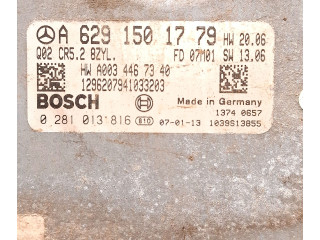 A 629 150 17 79 HW 20.06
Q02 CR5.2 8ZYL. FD 07M01 SW 13.06
HW A003 446 73 40
1296207941033203
BOSCH
Made in Germany
1374 0657
0 281 013 816 610 07-01-13 1039S13855